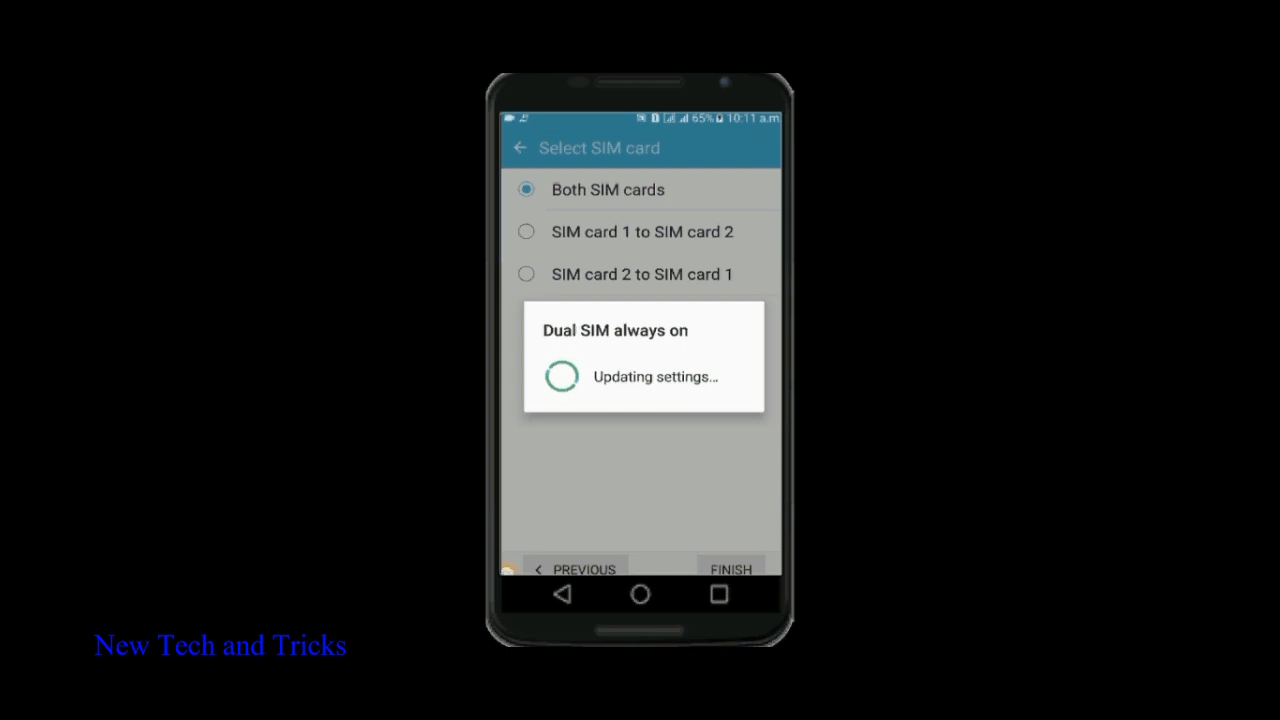 65% 10:11 a.m
Select SIM card
Both SIM cards
SIM card 1 to SIM card 2
SIM card 2 to SIM card 1
Dual SIM always on
Updating settings...
PREVIOUS FINISH
New Tech and Tricks